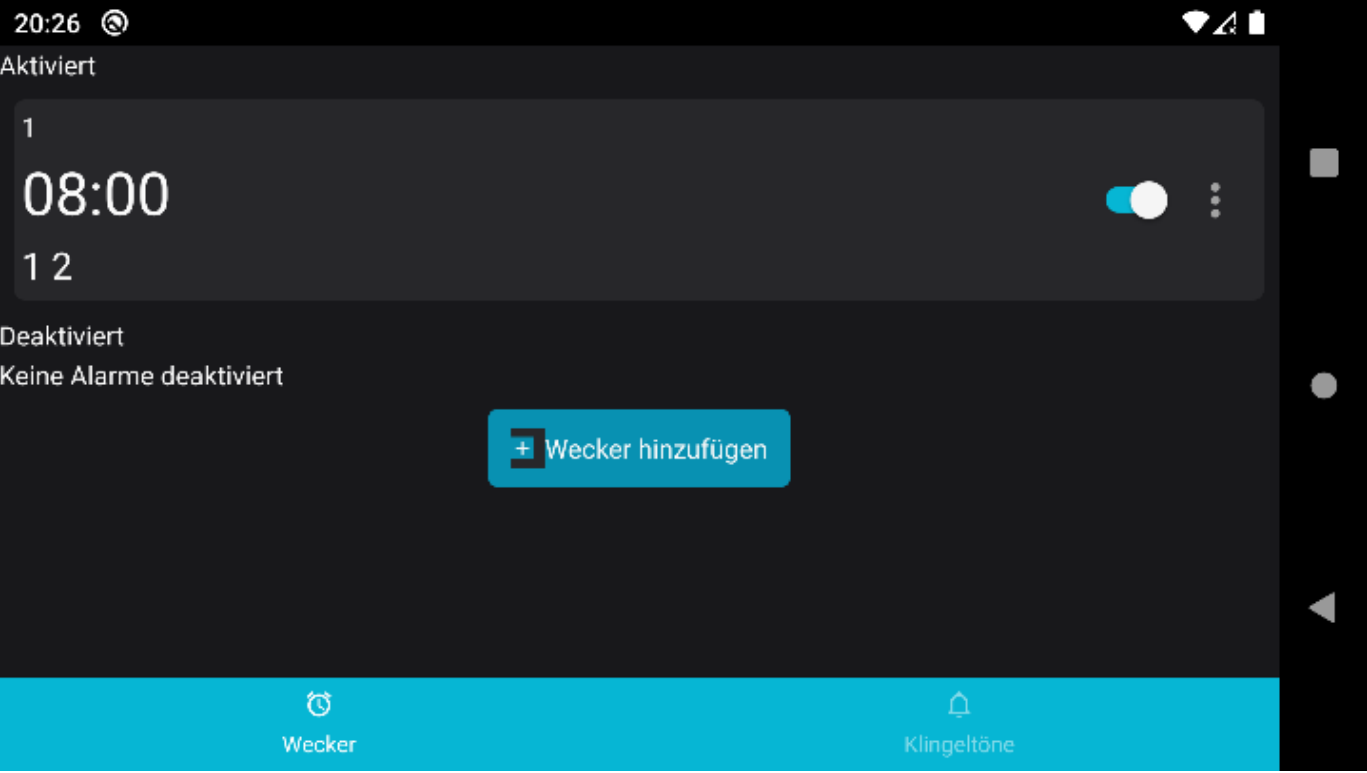 20:26
Aktiviert
1
08:00
1 2
Deaktiviert
Keine Alarme deaktiviert
+ Wecker hinzufügen
Wecker
Klingeltöne